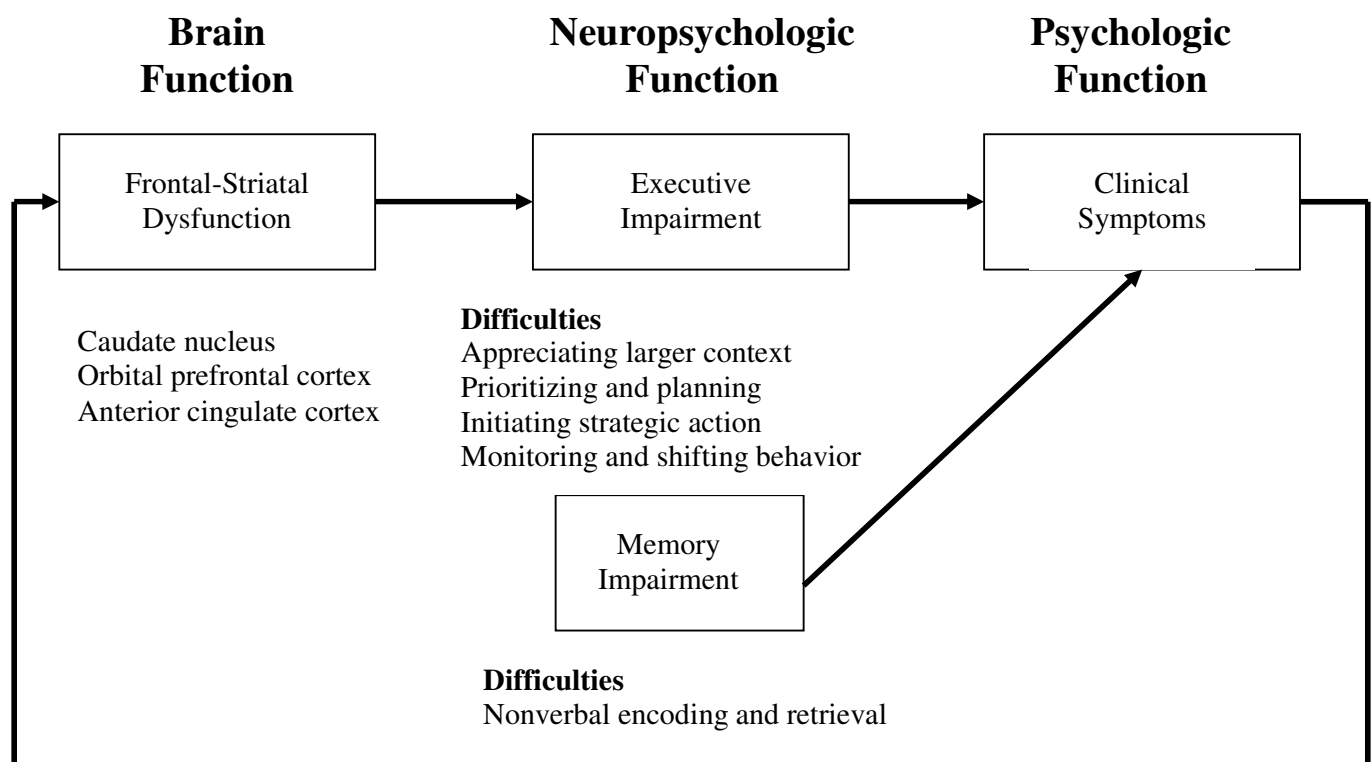 Brain
Function
Neuropsychologic
Function
Psychologic
Function
Frontal-Striatal
Dysfunction
Executive
Impairment
Clinical
Symptoms
Caudate nucleus
Orbital prefrontal cortex
Anterior cingulate cortex
Difficulties
Appreciating larger context
Prioritizing and planning
Initiating strategic action
Monitoring and shifting behavior
Memory
Impairment
Difficulties
Nonverbal encoding and retrieval